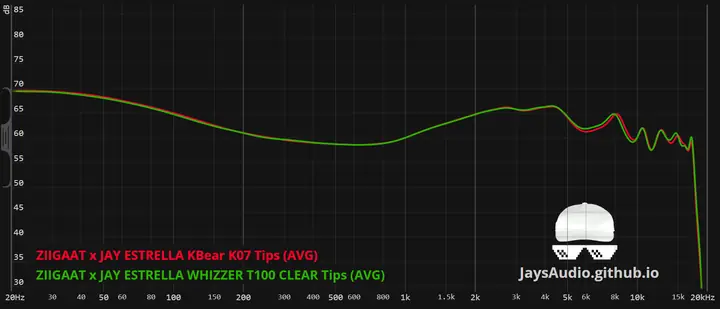 dB
85
80
75
70
65
60
55
50
45
40
35
30
ZIIGAAT x JAY ESTRELLA KBear K07 Tips (AVG)
ZIIGAAT x JAY ESTRELLA WHIZZER T100 CLEAR Tips (AVG)
JaysAudio.github.io
20Hz 30 40 50 60 80 100 150 200 300 400 500 600 800 1k 1.5k 2k 3k 4k 5k 6k 8k 10k 15k 20kHz